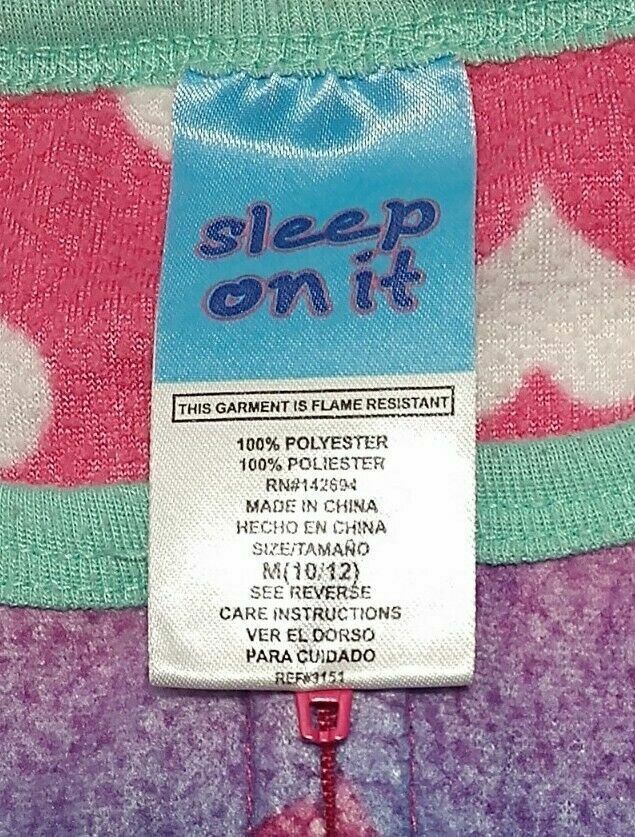 sleep
on it
THIS GARMENT IS FLAME RESISTANT
100% POLYESTER
100% POLIESTER
RN#142694
MADE IN CHINA
HECHO EN CHINA
SIZE/TAMAÑO
M(10/12)
SEE REVERSE
CARE INSTRUCTIONS
VER EL DORSO
PARA CUIDADO
REF#3151